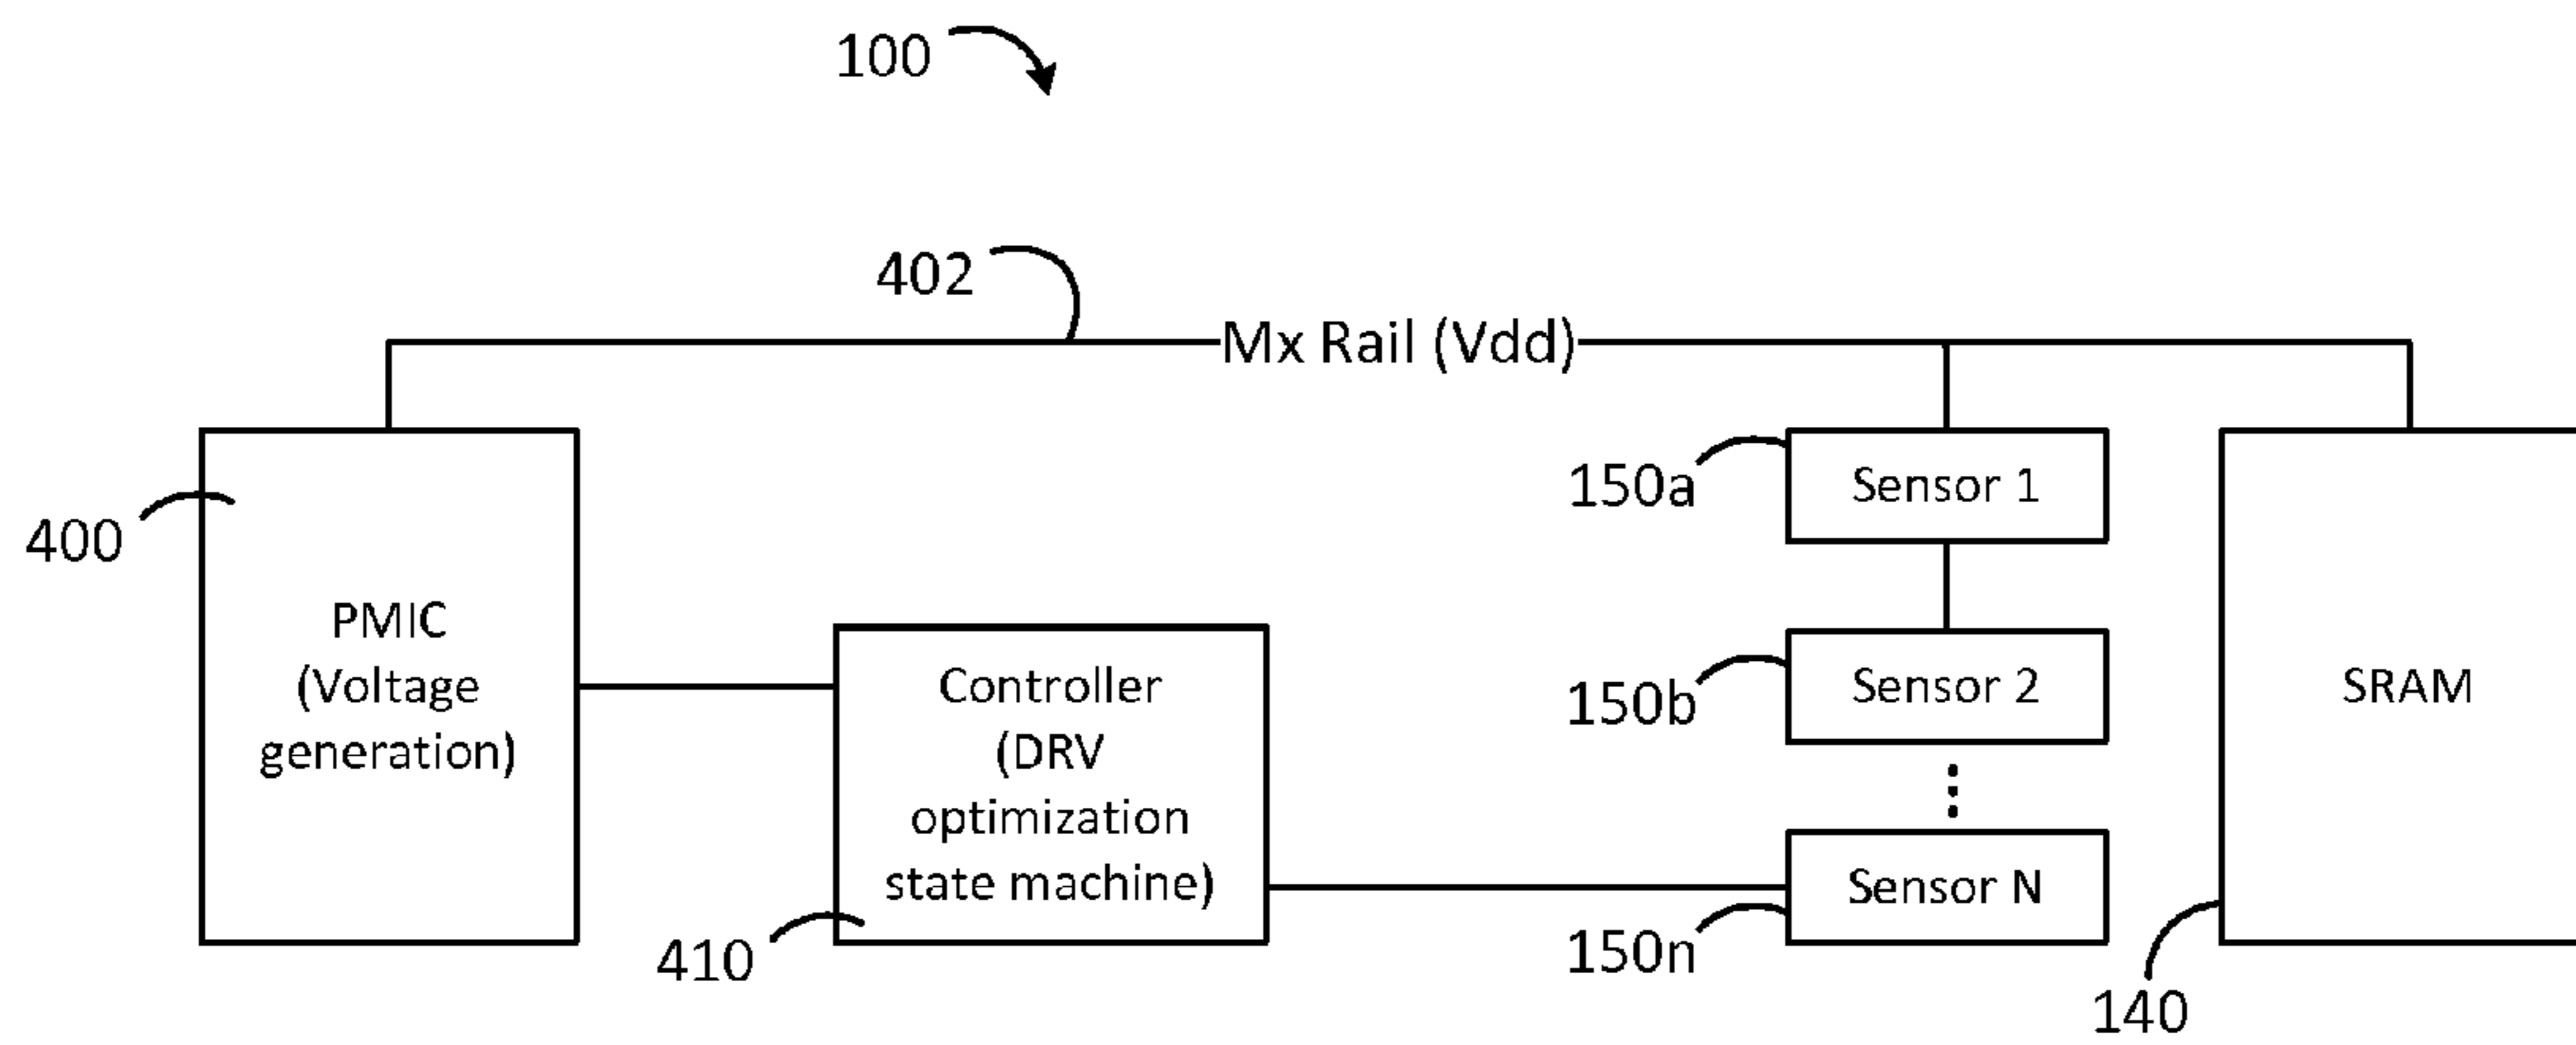 100
402
Mx Rail (Vdd)
400
PMIC
(Voltage
generation)
410
Controller
(DRV
optimization
state machine)
150a
Sensor 1
150b
Sensor 2
150n
Sensor N
SRAM
140